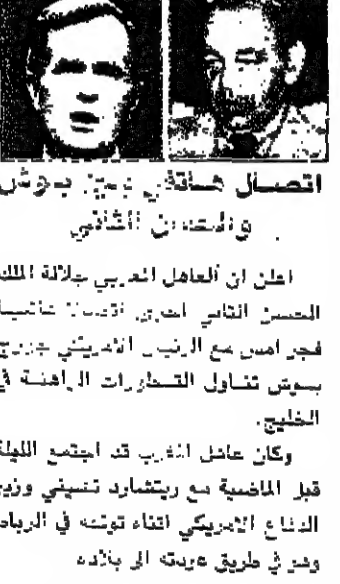 اتصال هاتفي بين بوش
والحسن الثاني
اعلن ان العاهل المغربي جلالة الملك
الحسن الثاني اجرى اتصالا هاتفيا
فجر امس مع الرئيس الامريكي جورج
بوش تناول التطورات الراهنة في
الخليج.
وكان عاهل المغرب قد اجتمع الليلة
قبل الماضية مع ريتشارد تشيني وزير
الدفاع الامريكي اثناء توقفه في الرباط
وهو في طريق عودته الى بلاده